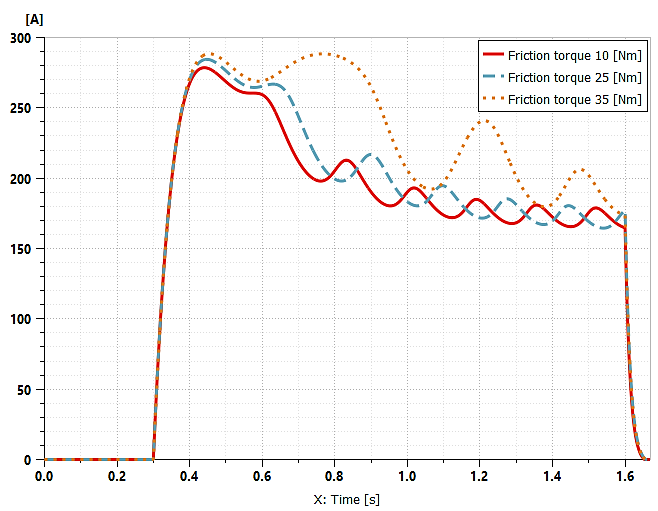 [A]
300
250
200
150
100
50
0
Friction torque 10 [Nm]
Friction torque 25 [Nm]
Friction torque 35 [Nm]
0.0 0.2 0.4 0.6 0.8 1.0 1.2 1.4 1.6
X: Time [s]